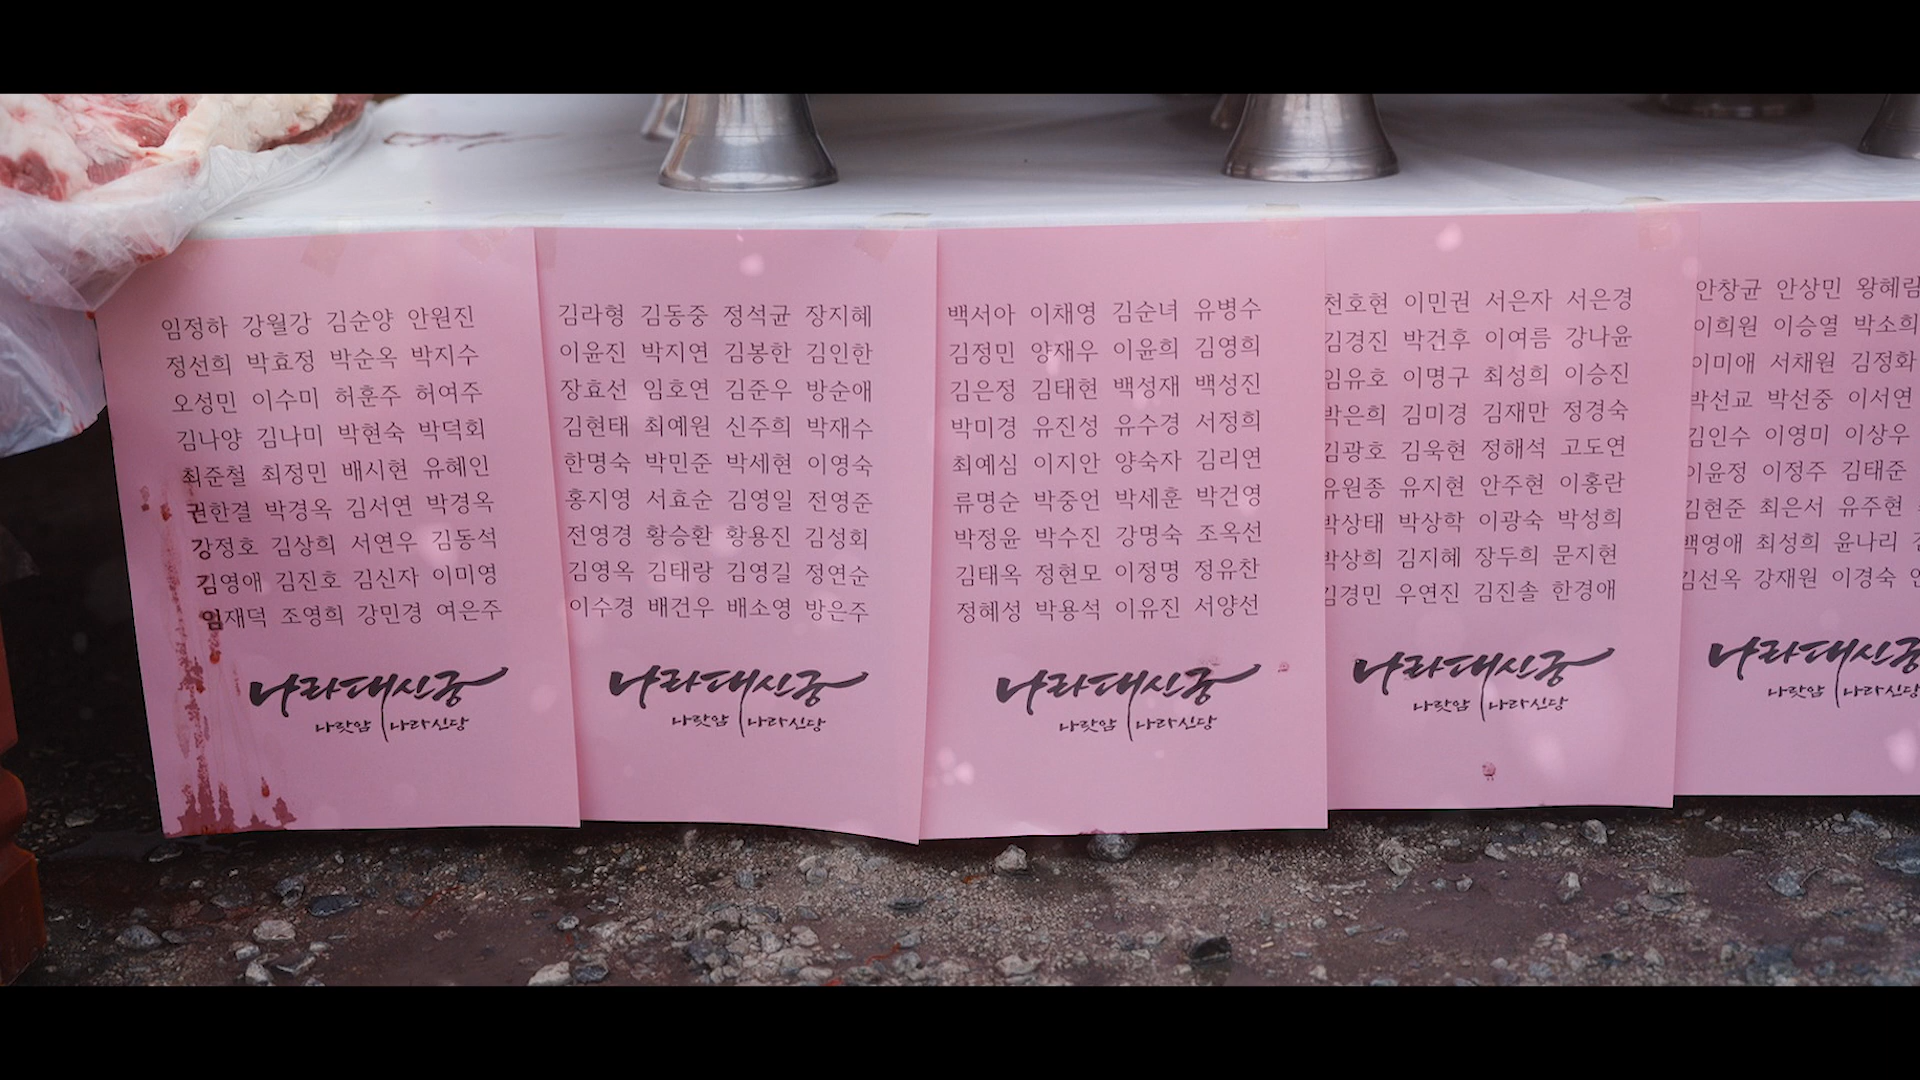 임정하 강월강 김순양 안원진
정선희 박효정 박순옥 박지수
오성민 이수미 허훈주 허여주
김나양 김나미 박현숙 박덕회
최준철 최정민 배시현 유혜인
권한결 박경옥 김서연 박경옥
강정호 김상희 서연우 김동석
김영애 김진호 김신자 이미영
엄재덕 조영희 강민경 여은주
나라대신궁
나랏암 나라신당
김라형 김동중 정석균 장지혜
이윤진 박지연 김봉한 김인한
장효선 임호연 김준우 방순애
김현태 최예원 신주희 박재수
한명숙 박민준 박세현 이영숙
홍지영 서효순 김영일 전영준
전영경 황승환 황용진 김성회
김영옥 김태랑 김영길 정연순
이수경 배건우 배소영 방은주
나라대신궁
나랏암 나라신당
백서아 이채영 김순녀 유병수
김정민 양재우 이윤희 김영희
김은정 김태현 백성재 백성진
박미경 유진성 유수경 서정희
최예심 이지안 양숙자 김리연
류명순 박중언 박세훈 박건영
박정윤 박수진 강명숙 조옥선
김태옥 정현모 이정명 정유찬
정혜성 박용석 이유진 서양선
나라대신궁
나랏암 나라신당
천호현 이민권 서은자 서은경
김경진 박건후 이여름 강나윤
임유호 이명구 최성희 이승진
박은희 김미경 김재만 정경숙
김광호 김욱현 정해석 고도연
유원종 유지현 안주현 이홍란
박상태 박상학 이광숙 박성희
박상희 김지혜 장두희 문지현
김경민 우연진 김진솔 한경애
나라대신궁
나랏암 나라신당
안창균 안상민 왕혜림
이희원 이승열 박소희
이미애 서채원 김정화
박선교 박선중 이서연
김인수 이영미 이상우
이윤정 이정주 김태준
김현준 최은서 유주현
백영애 최성희 윤나리
김선옥 강재원 이경숙
나라대신궁
나랏암 나라신당